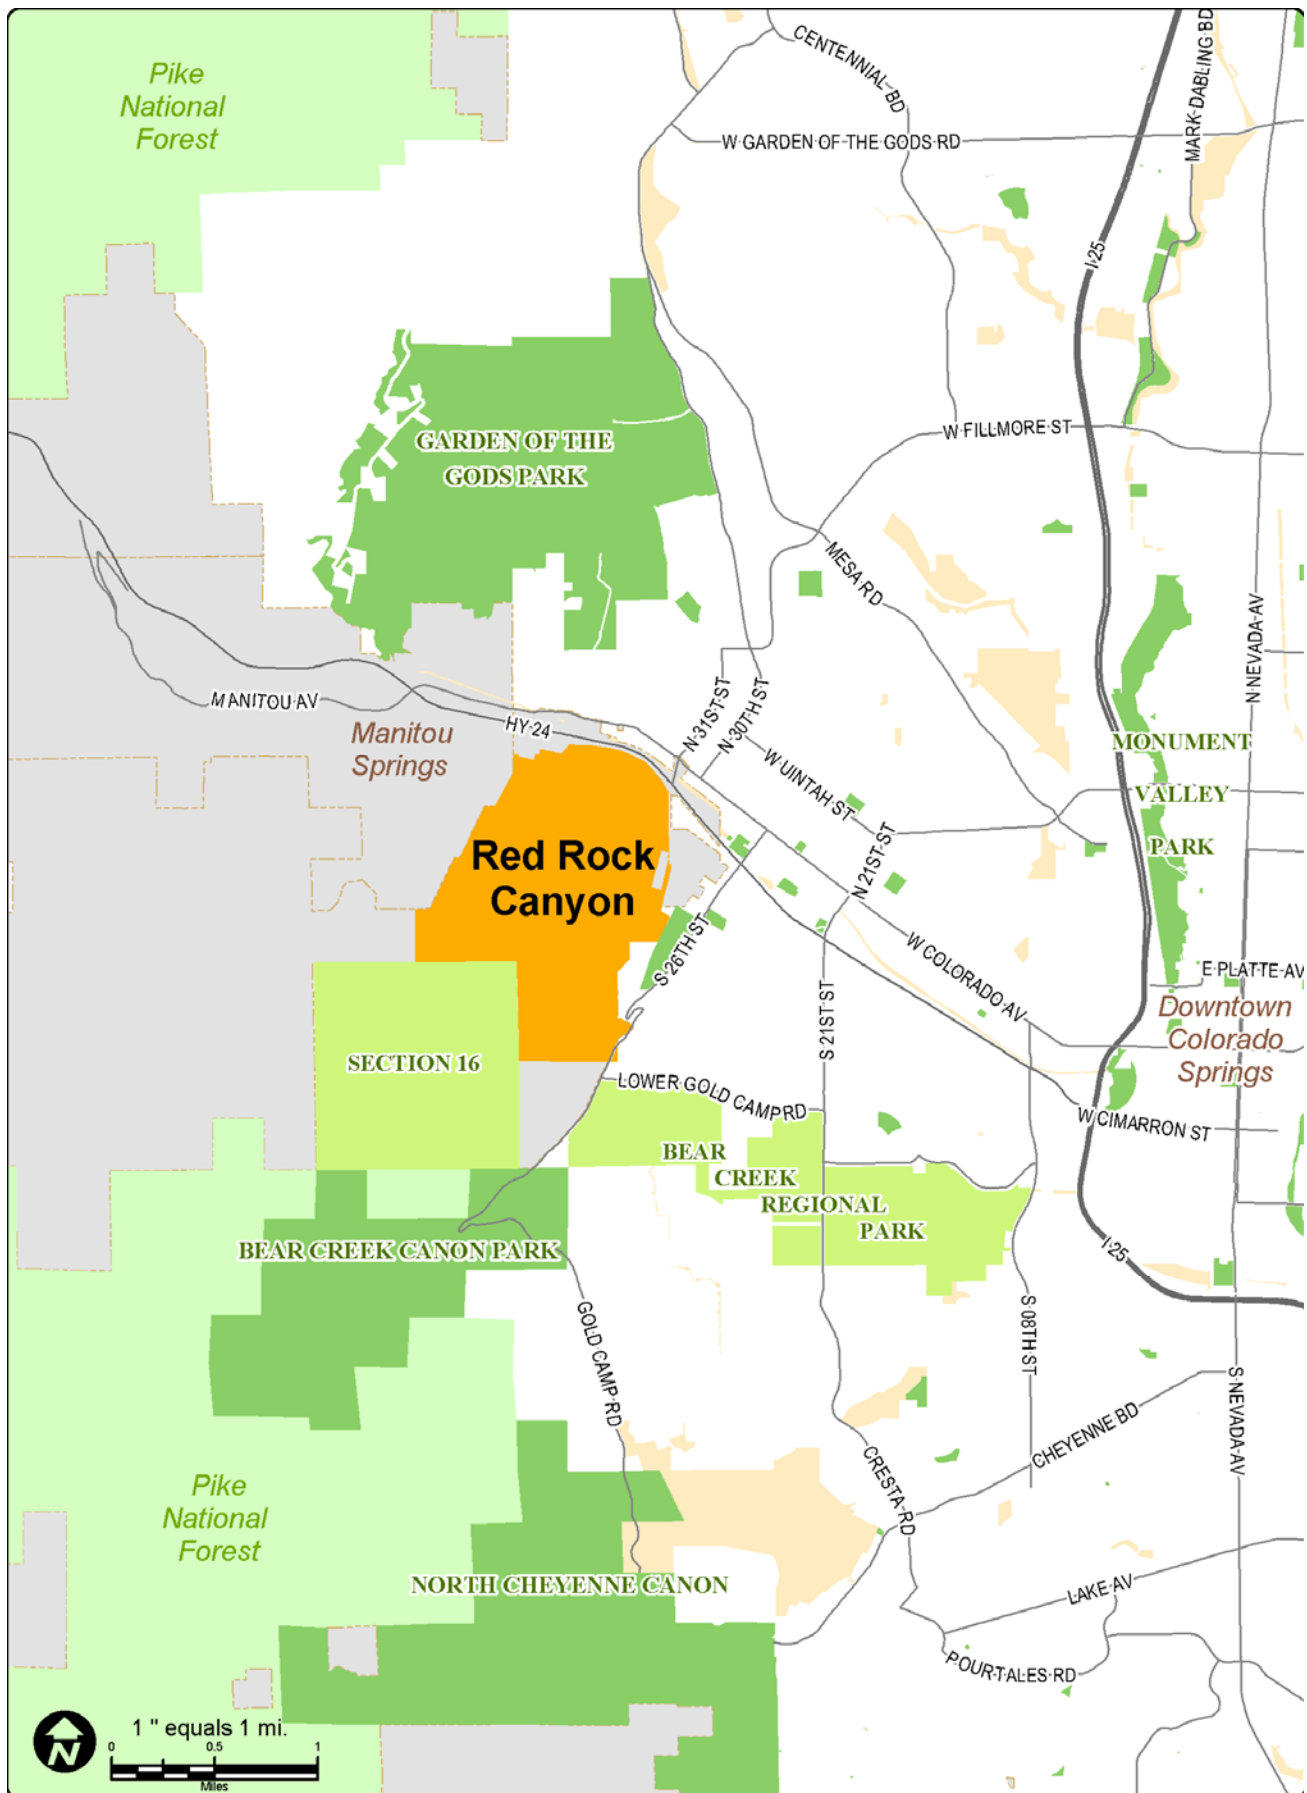 Pike
National
Forest
CENTENNIAL BD
MARK DABLING BD
W GARDEN OF THE GODS RD
I-25
GARDEN OF THE
GODS PARK
W FILLMORE ST
MESA RD
N NEVADA AV
MANITOU AV
HY 24
N 31ST ST
N 30TH ST
Manitou
Springs
W UINTAH ST
MONUMENT
VALLEY
PARK
Red Rock
Canyon
N 21ST ST
S 26TH ST
W COLORADO AV
E PLATTE AV
Downtown
Colorado
Springs
S 21ST ST
SECTION 16
LOWER GOLD CAMP RD
W CIMARRON ST
BEAR
CREEK
REGIONAL
PARK
BEAR CREEK CANON PARK
I-25
GOLD CAMP RD
S 08TH ST
S NEVADA AV
CHEYENNE BD
CRESTA RD
Pike
National
Forest
NORTH CHEYENNE CANON
LAKE AV
POURTALES RD
N
1 " equals 1 mi.
0 0.5 1
Miles